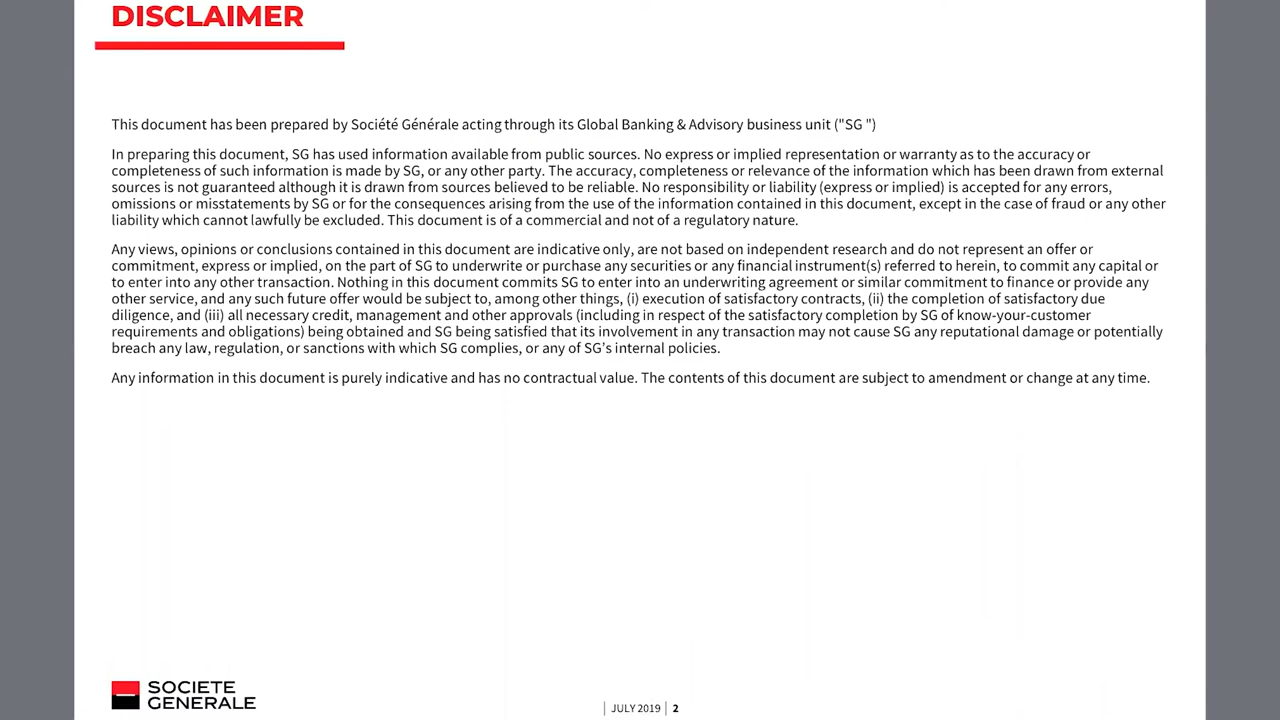 DISCLAIMER
This document has been prepared by Société Générale acting through its Global Banking & Advisory business unit ("SG ")
In preparing this document, SG has used information available from public sources. No express or implied representation or warranty as to the accuracy or
completeness of such information is made by SG, or any other party. The accuracy, completeness or relevance of the information which has been drawn from external
sources is not guaranteed although it is drawn from sources believed to be reliable. No responsibility or liability (express or implied) is accepted for any errors,
omissions or misstatements by SG or for the consequences arising from the use of the information contained in this document, except in the case of fraud or any other
liability which cannot lawfully be excluded. This document is of a commercial and not of a regulatory nature.
Any views, opinions or conclusions contained in this document are indicative only, are not based on independent research and do not represent an offer or
commitment, express or implied, on the part of SG to underwrite or purchase any securities or any financial instrument(s) referred to herein, to commit any capital or
to enter into any other transaction. Nothing in this document commits SG to enter into an underwriting agreement or similar commitment to finance or provide any
other service, and any such future offer would be subject to, among other things, (i) execution of satisfactory contracts, (ii) the completion of satisfactory due
diligence, and (iii) all necessary credit, management and other approvals (including in respect of the satisfactory completion by SG of know-your-customer
requirements and obligations) being obtained and SG being satisfied that its involvement in any transaction may not cause SG any reputational damage or potentially
breach any law, regulation, or sanctions with which SG complies, or any of SG's internal policies.
Any information in this document is purely indicative and has no contractual value. The contents of this document are subject to amendment or change at any time.
SOCIETE
GENERALE
| JULY 2019 | 2